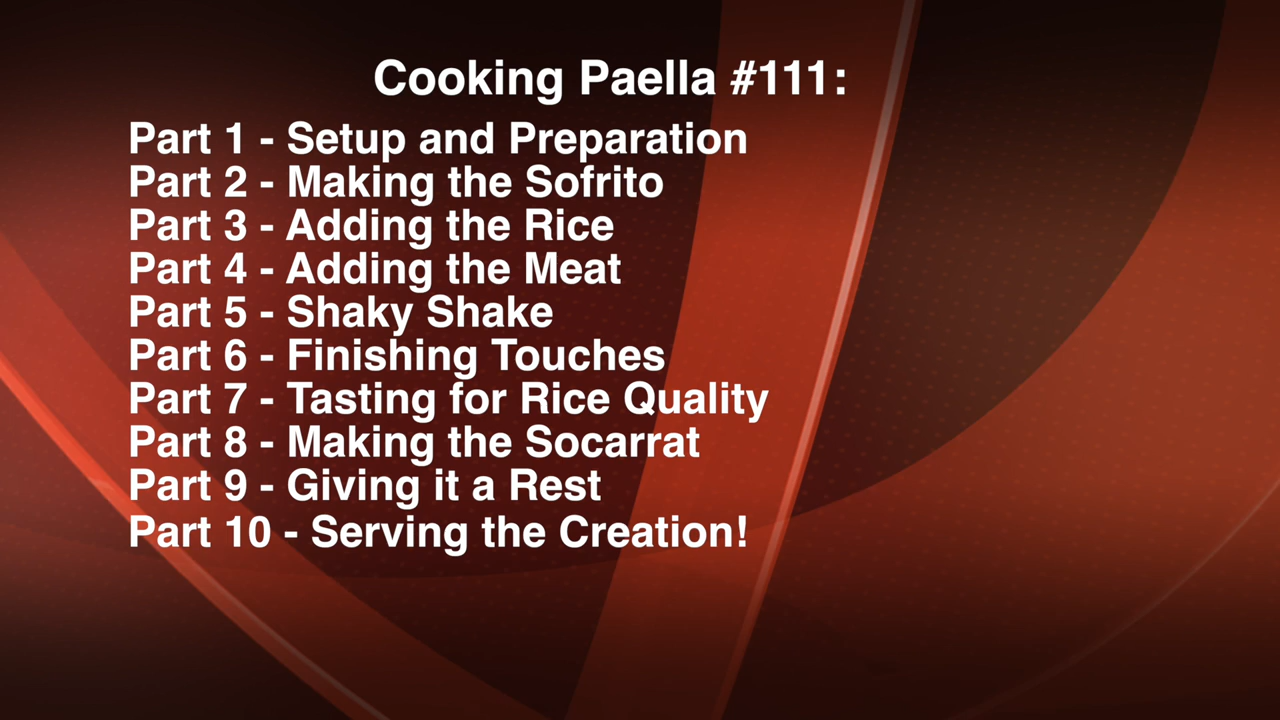 Cooking Paella #111:
Part 1 - Setup and Preparation
Part 2 - Making the Sofrito
Part 3 - Adding the Rice
Part 4 - Adding the Meat
Part 5 - Shaky Shake
Part 6 - Finishing Touches
Part 7 - Tasting for Rice Quality
Part 8 - Making the Socarrat
Part 9 - Giving it a Rest
Part 10 - Serving the Creation!